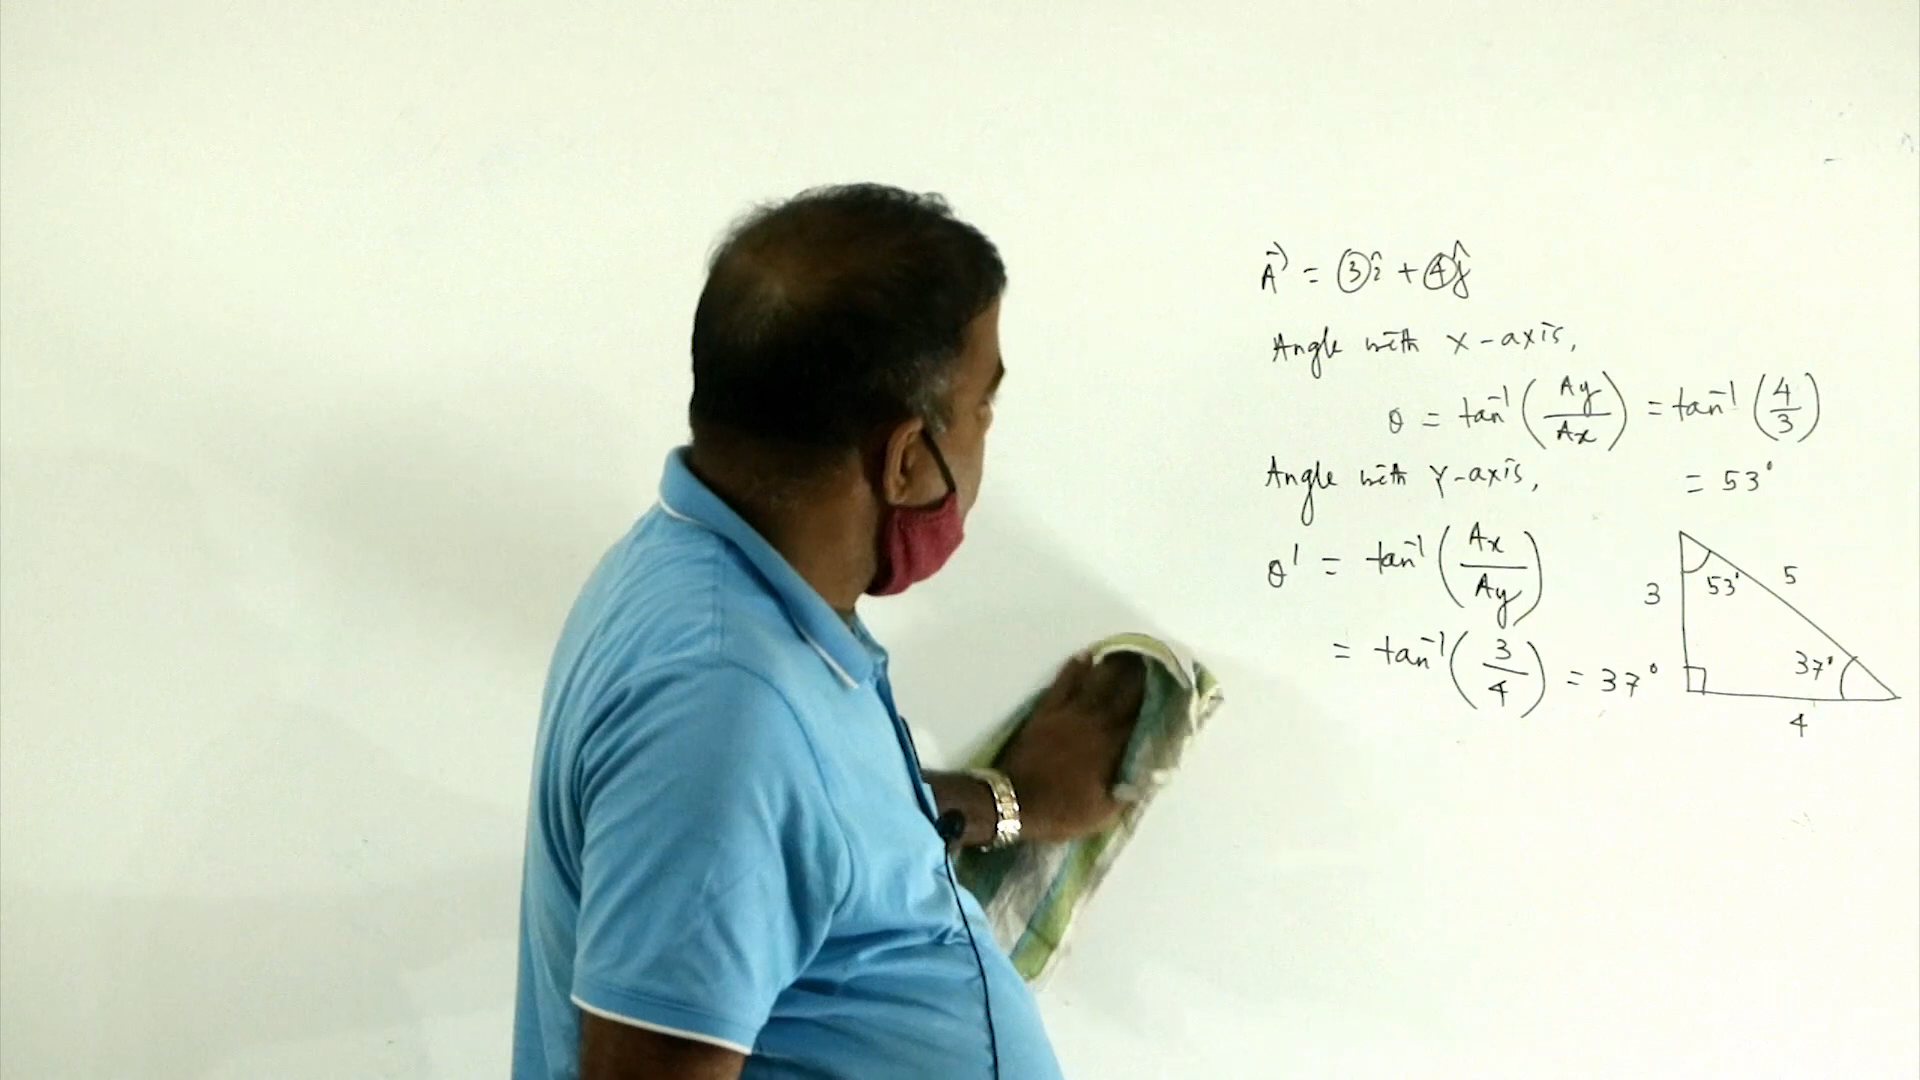 A⃗ = 3î + 4ĵ
Angle with X-axis,
θ = tan⁻¹(Ay/Ax) = tan⁻¹(4/3)
= 53°
Angle with Y-axis,
θ' = tan⁻¹(Ax/Ay)
= tan⁻¹(3/4) = 37°
3
53°
5
37°
4